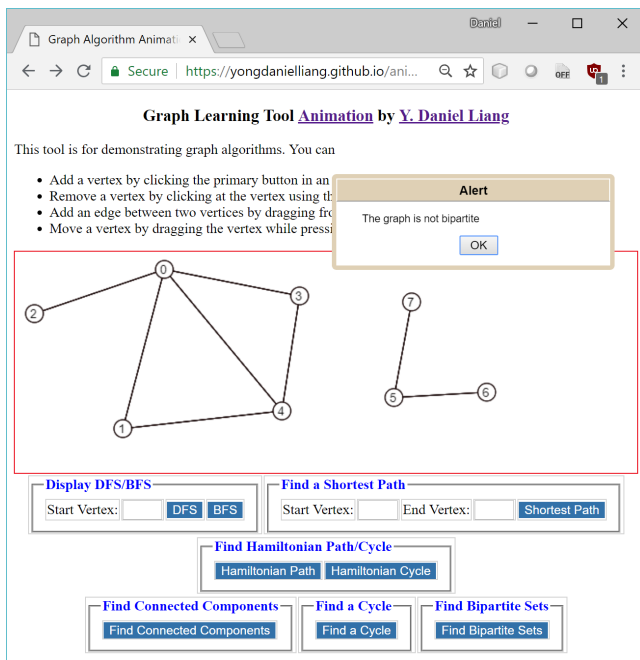 Daniel
Graph Algorithm Animati
Secure https://yongdanielliang.github.io/ani...
OFF
1
Graph Learning Tool Animation by Y. Daniel Liang
This tool is for demonstrating graph algorithms. You can
Add a vertex by clicking the primary button in an
Remove a vertex by clicking at the vertex using th
Add an edge between two vertices by dragging fro
Move a vertex by dragging the vertex while pressi
Alert
The graph is not bipartite
OK
0
3
7
2
6
5
4
1
Display DFS/BFS
Start Vertex: DFS BFS
Find a Shortest Path
Start Vertex: End Vertex: Shortest Path
Find Hamiltonian Path/Cycle
Hamiltonian Path Hamiltonian Cycle
Find Connected Components
Find Connected Components
Find a Cycle
Find a Cycle
Find Bipartite Sets
Find Bipartite Sets